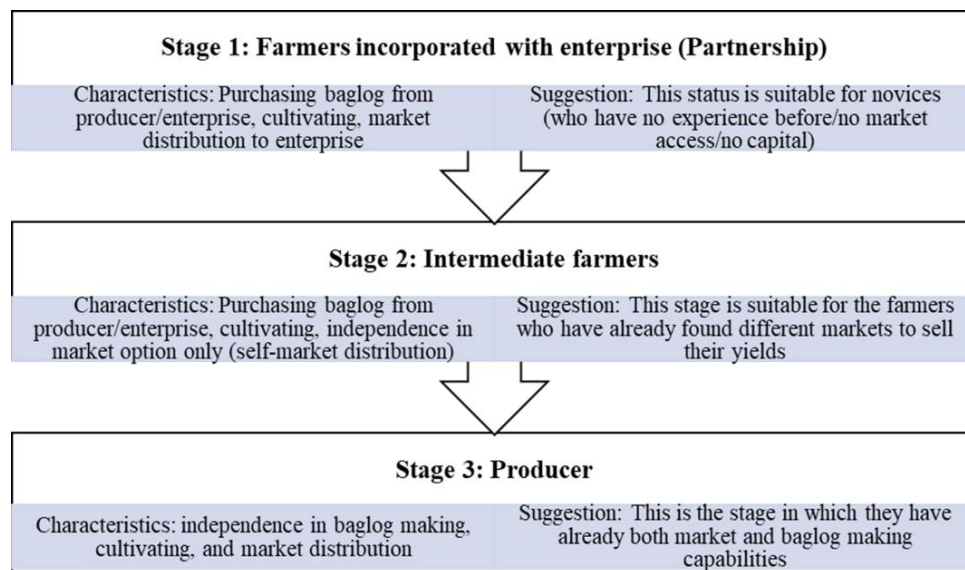 Stage 1: Farmers incorporated with enterprise (Partnership)
Characteristics: Purchasing baglog from
producer/enterprise, cultivating, market
distribution to enterprise
Suggestion: This status is suitable for novices
(who have no experience before/no market
access/no capital)
Stage 2: Intermediate farmers
Characteristics: Purchasing baglog from
producer/enterprise, cultivating, independence in
market option only (self-market distribution)
Suggestion: This stage is suitable for the farmers
who have already found different markets to sell
their yields
Stage 3: Producer
Characteristics: independence in baglog making,
cultivating, and market distribution
Suggestion: This is the stage in which they have
already both market and baglog making
capabilities